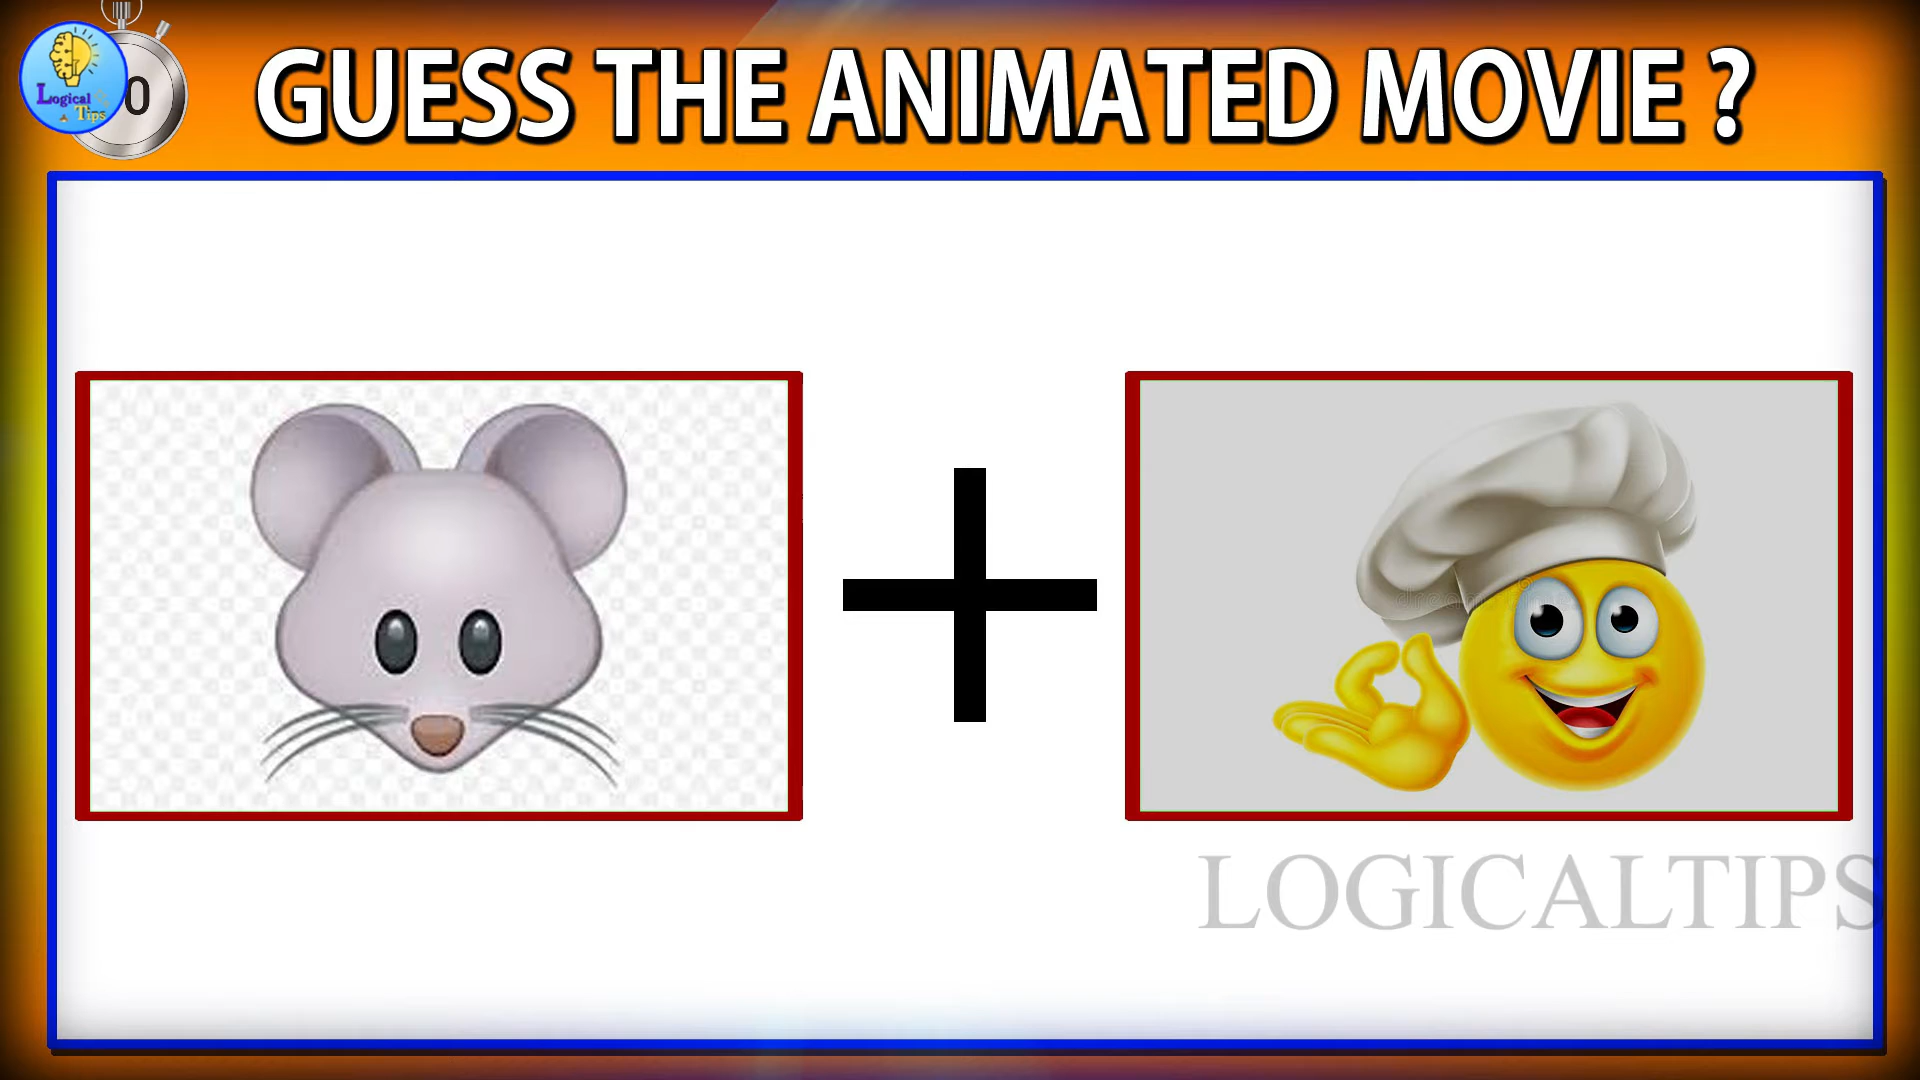 GUESS THE ANIMATED MOVIE ?
Logical
Tips
0
LOGICALTIPS